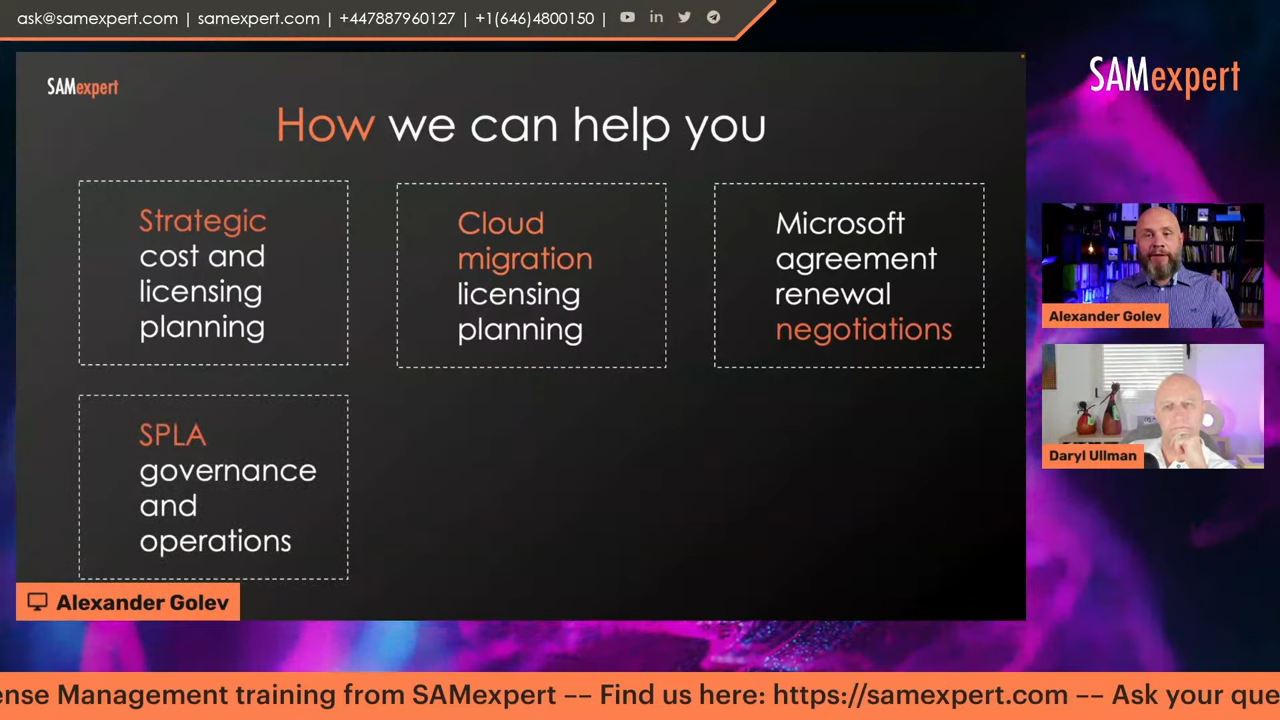 ask@samexpert.com | samexpert.com | +447887960127 | +1(646)4800150 |
SAMexpert
How we can help you
Strategic
cost and
licensing
planning
Cloud
migration
licensing
planning
Microsoft
agreement
renewal
negotiations
SPLA
governance
and
operations
Alexander Golev
SAMexpert
Alexander Golev
Daryl Ullman
ense Management training from SAMexpert –– Find us here: https://samexpert.com –– Ask your que